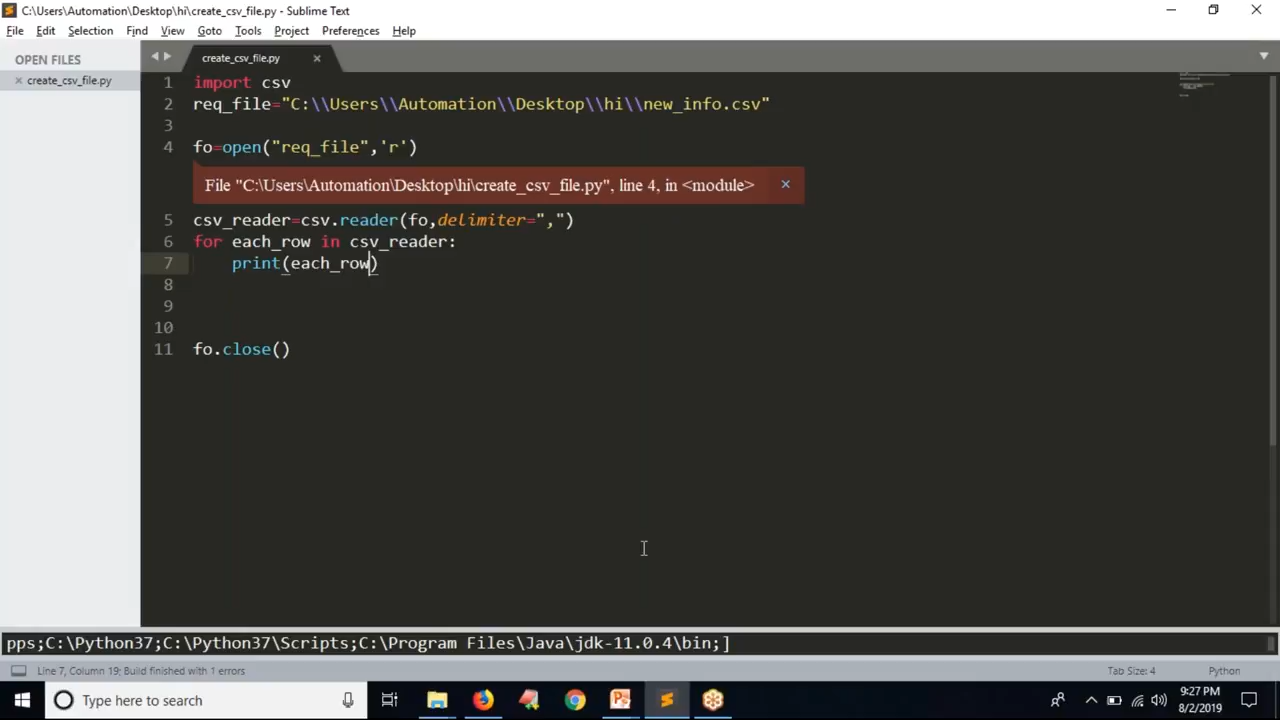 C:\Users\Automation\Desktop\hi\create_csv_file.py - Sublime Text
File Edit Selection Find View Goto Tools Project Preferences Help
OPEN FILES
create_csv_file.py
create_csv_file.py
1 import csv
2 req_file="C:\\Users\\Automation\\Desktop\\hi\\new_info.csv"
3
4 fo=open("req_file",'r')
File "C:\Users\Automation\Desktop\hi\create_csv_file.py", line 4, in <module>
5 csv_reader=csv.reader(fo,delimiter=",")
6 for each_row in csv_reader:
7 print(each_row)
8
9
10
11 fo.close()
pps;C:\Python37;C:\Python37\Scripts;C:\Program Files\Java\jdk-11.0.4\bin;]
Line 7, Column 19; Build finished with 1 errors
Tab Size: 4
Python
Type here to search
9:27 PM
8/2/2019